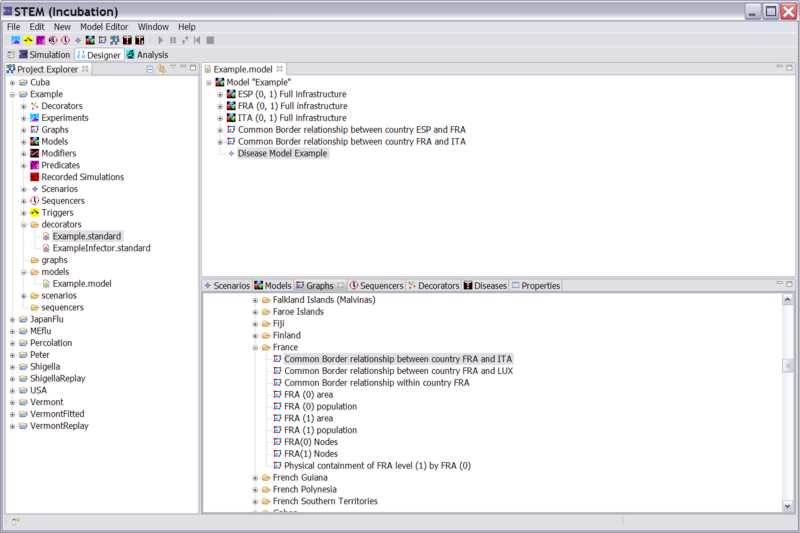 STEM (Incubation)
File Edit New Model Editor Window Help
Simulation Designer Analysis
Project Explorer
Cuba
Example
Decorators
Experiments
Graphs
Models
Modifiers
Predicates
Recorded Simulations
Scenarios
Sequencers
Triggers
decorators
Example.standard
ExampleInfector.standard
graphs
models
Example.model
scenarios
sequencers
JapanFlu
MEflu
Percolation
Peter
Shigella
ShigellaReplay
USA
Vermont
VermontFitted
VermontReplay
Example.model
Model "Example"
ESP (0, 1) Full infrastructure
FRA (0, 1) Full infrastructure
ITA (0, 1) Full infrastructure
Common Border relationship between country ESP and FRA
Common Border relationship between country FRA and ITA
Disease Model Example
Scenarios Models Graphs Sequencers Decorators Diseases Properties
Falkland Islands (Malvinas)
Faroe Islands
Fiji
Finland
France
Common Border relationship between country FRA and ITA
Common Border relationship between country FRA and LUX
Common Border relationship within country FRA
FRA (0) area
FRA (0) population
FRA (1) area
FRA (1) population
FRA(0) Nodes
FRA(1) Nodes
Physical containment of FRA level (1) by FRA (0)
French Guiana
French Polynesia
French Southern Territories